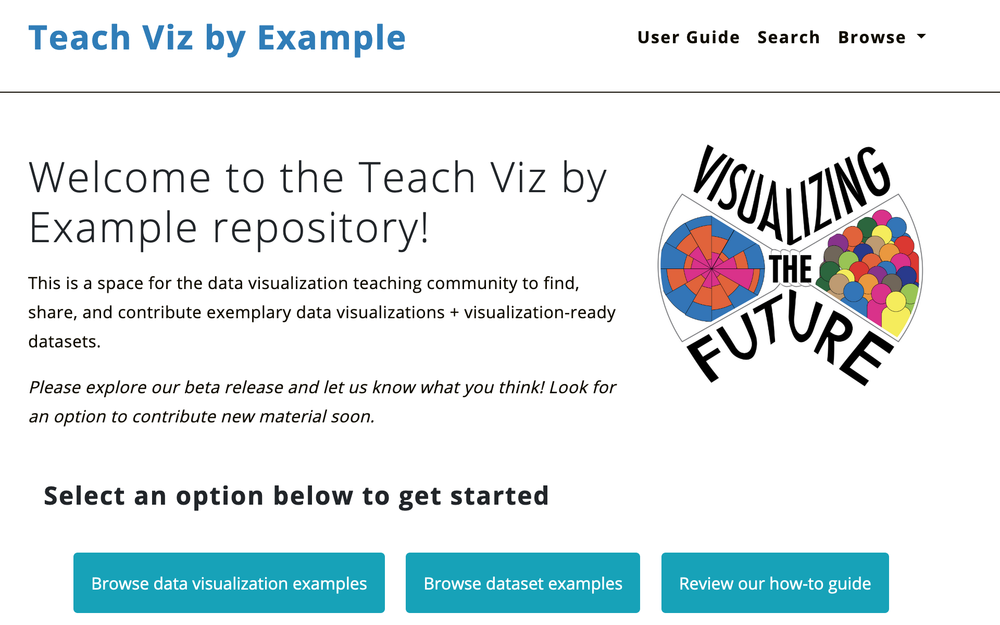 Teach Viz by Example
User Guide Search Browse
Welcome to the Teach Viz by
Example repository!
This is a space for the data visualization teaching community to find,
share, and contribute exemplary data visualizations + visualization-ready
datasets.
Please explore our beta release and let us know what you think! Look for
an option to contribute new material soon.
VISUALIZING
THE
FUTURE
Select an option below to get started
Browse data visualization examples
Browse dataset examples
Review our how-to guide